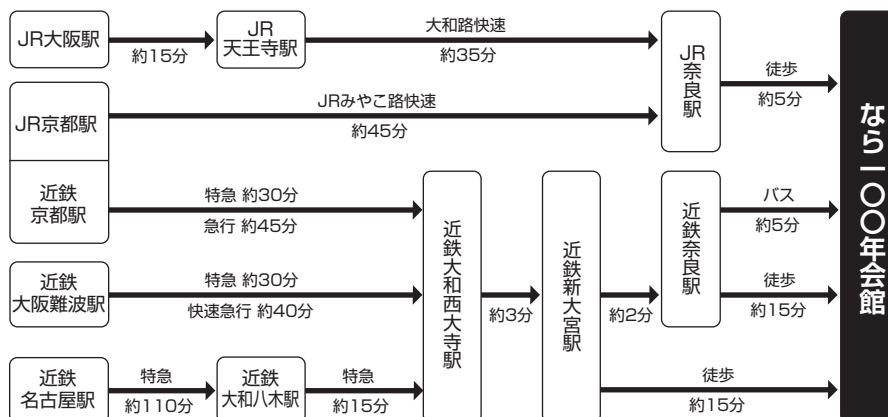 JR大阪駅
約15分
JR
天王寺駅
大和路快速
約35分
JR奈良駅
徒歩
約5分
JR京都駅
JRみやこ路快速
約45分
近鉄
京都駅
特急 約30分
急行 約45分
近鉄大和西大寺駅
約3分
近鉄新大宮駅
約2分
近鉄奈良駅
バス
約5分
徒歩
約15分
近鉄
大阪難波駅
特急 約30分
快速急行 約40分
近鉄
名古屋駅
特急
約110分
近鉄
大和八木駅
特急
約15分
徒歩
約15分
なら一〇〇年会館